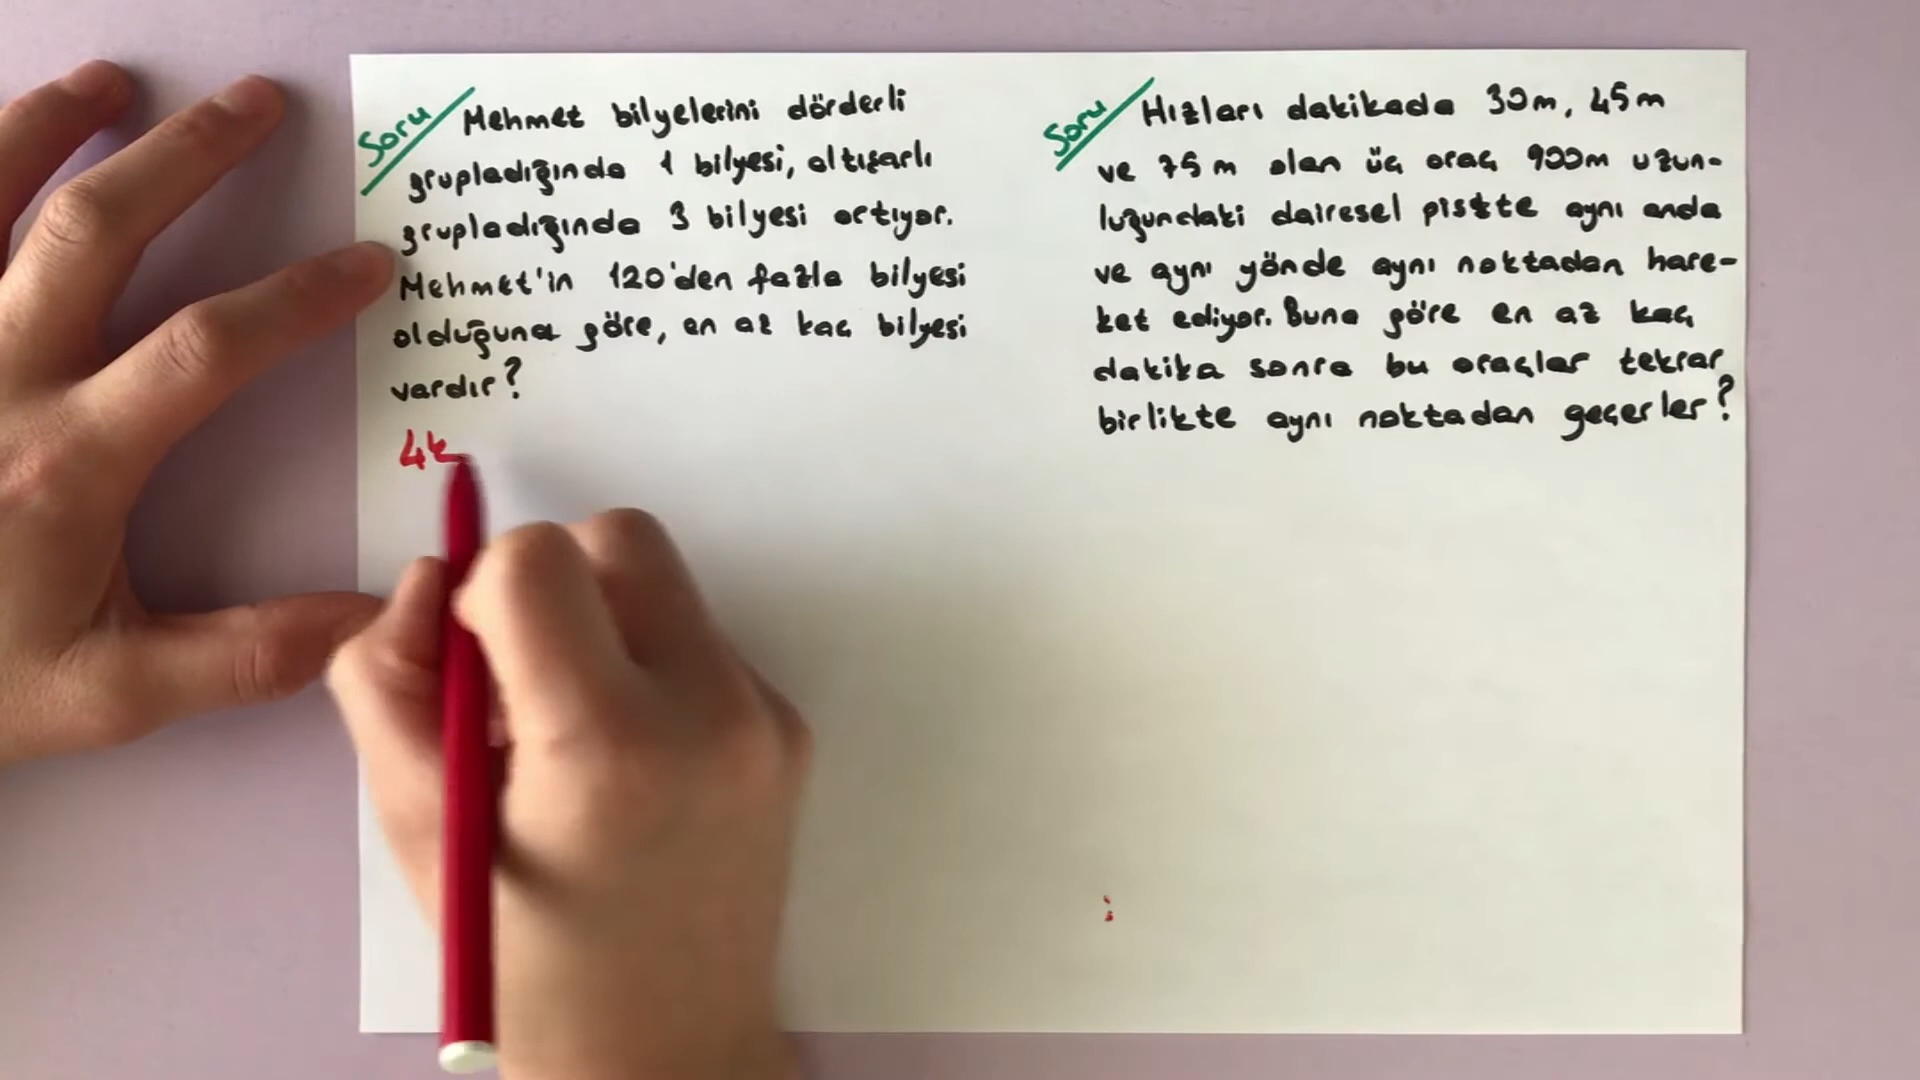 Soru
Mehmet bilyelerini dörderli
grupladığında 1 bilyesi, altışarlı
grupladığında 3 bilyesi artıyor.
Mehmet'in 120'den fazla bilyesi
olduğuna göre, en az kaç bilyesi
vardır?
4k
Soru
Hızları dakikada 30m, 45m
ve 75m olan üç araç 900m uzun-
luğundaki dairesel pistte aynı anda
ve aynı yönde aynı noktadan hare-
ket ediyor. Buna göre en az kaç
dakika sonra bu araçlar tekrar
birlikte aynı noktadan geçerler?